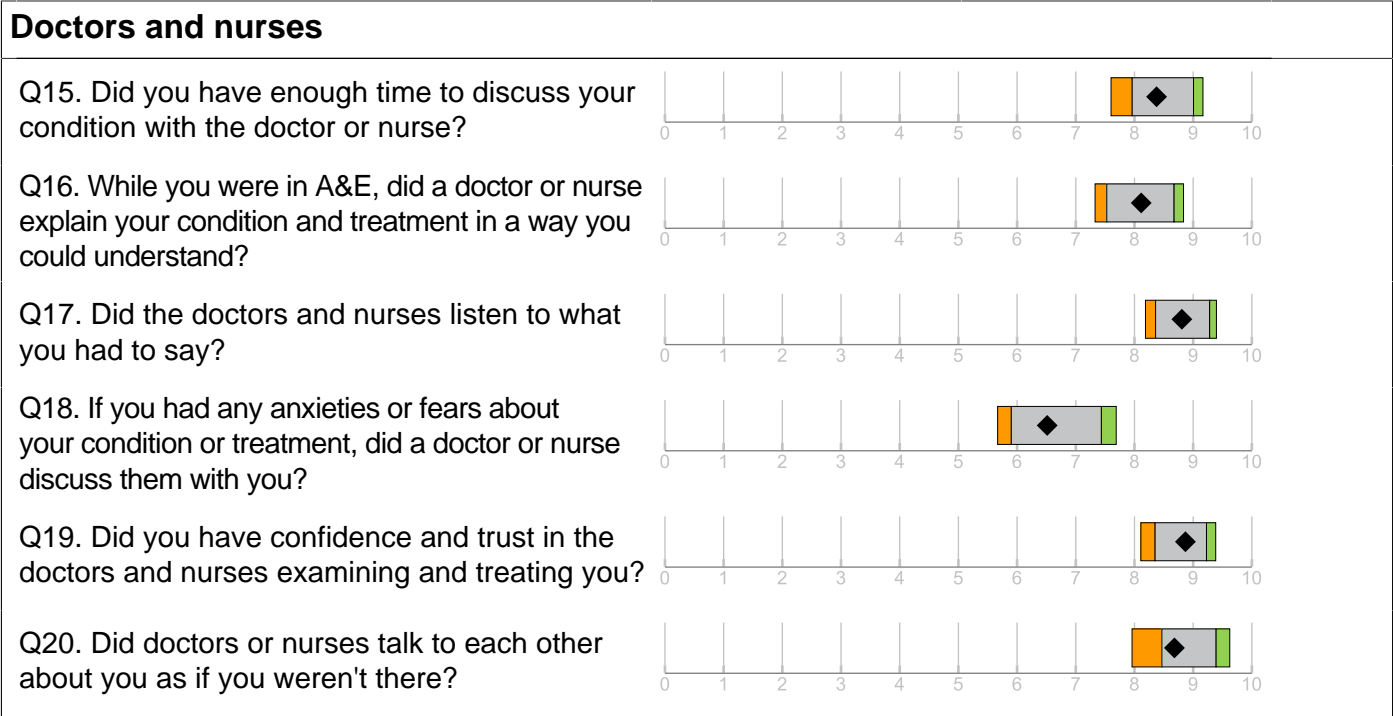 Doctors and nurses
Q15. Did you have enough time to discuss your
condition with the doctor or nurse?
0 1 2 3 4 5 6 7 8 9 10
Q16. While you were in A&E, did a doctor or nurse
explain your condition and treatment in a way you
could understand?
0 1 2 3 4 5 6 7 8 9 10
Q17. Did the doctors and nurses listen to what
you had to say?
0 1 2 3 4 5 6 7 8 9 10
Q18. If you had any anxieties or fears about
your condition or treatment, did a doctor or nurse
discuss them with you?
0 1 2 3 4 5 6 7 8 9 10
Q19. Did you have confidence and trust in the
doctors and nurses examining and treating you?
0 1 2 3 4 5 6 7 8 9 10
Q20. Did doctors or nurses talk to each other
about you as if you weren't there?
0 1 2 3 4 5 6 7 8 9 10